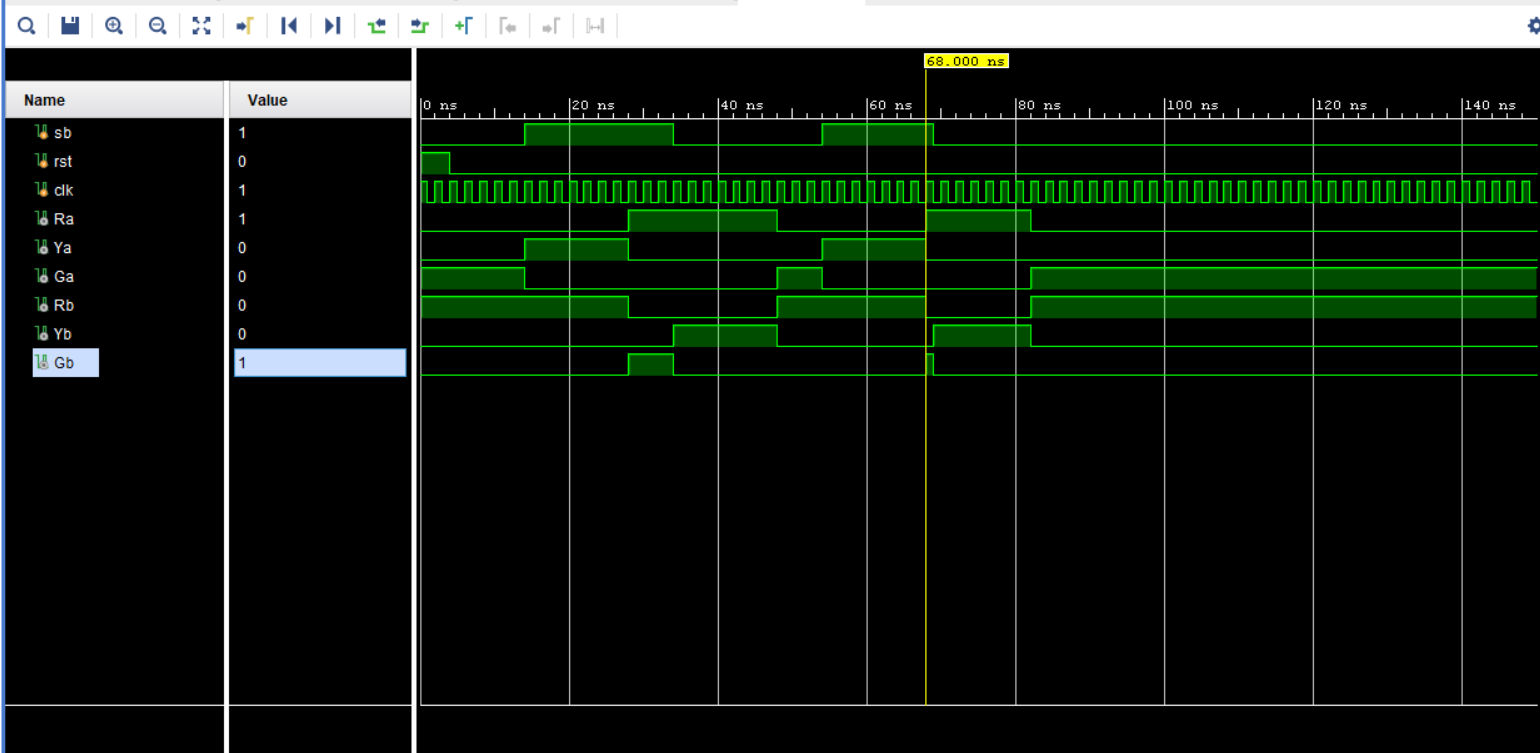 68.000 ns
Name Value
0 ns 20 ns 40 ns 60 ns 80 ns 100 ns 120 ns 140 ns
sb 1
rst 0
clk 1
Ra 1
Ya 0
Ga 0
Rb 0
Yb 0
Gb 1